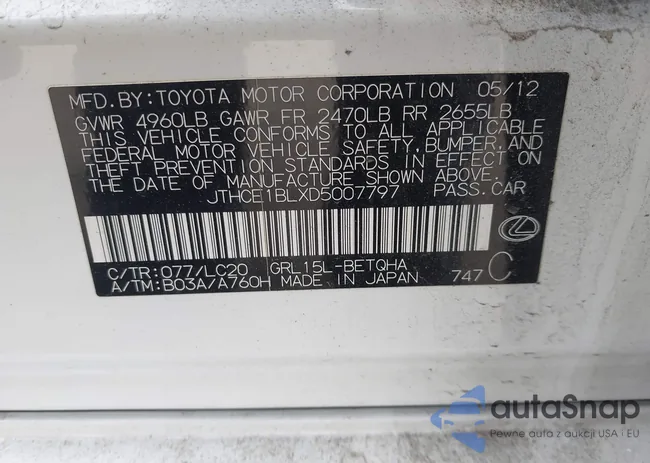 MFD. BY: TOYOTA MOTOR CORPORATION 05/12
GVWR 4960LB GAWR FR 2470LB RR 2655LB
THIS VEHICLE CONFORMS TO ALL APPLICABLE
FEDERAL MOTOR VEHICLE SAFETY, BUMPER, AND
THEFT PREVENTION STANDARDS IN EFFECT ON
THE DATE OF MANUFACTURE SHOWN ABOVE.
JTHCE1BLXD5007797 PASS. CAR
C/TR: 077/LC20 GRL15L-BETQHA
A/TM: B03A/A760H MADE IN JAPAN 747 C
autoSnap
Pewne auta z aukcji USA i EU